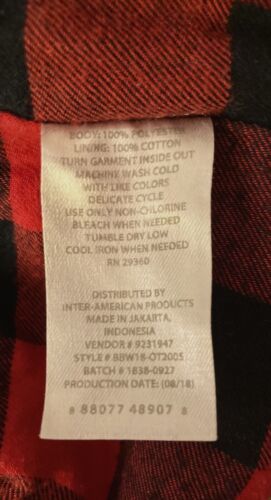 BODY: 100% POLYESTER
LINING: 100% COTTON
TURN GARMENT INSIDE OUT
MACHINE WASH COLD
WITH LIKE COLORS
DELICATE CYCLE
USE ONLY NON-CHLORINE
BLEACH WHEN NEEDED
TUMBLE DRY LOW
COOL IRON WHEN NEEDED
RN 29360
DISTRIBUTED BY
INTER-AMERICAN PRODUCTS
MADE IN JAKARTA,
INDONESIA
VENDOR # 9231947
STYLE # BBW18-OT2005
BATCH # 1838-0927
PRODUCTION DATE: (08/18)
8 88077 48907 8